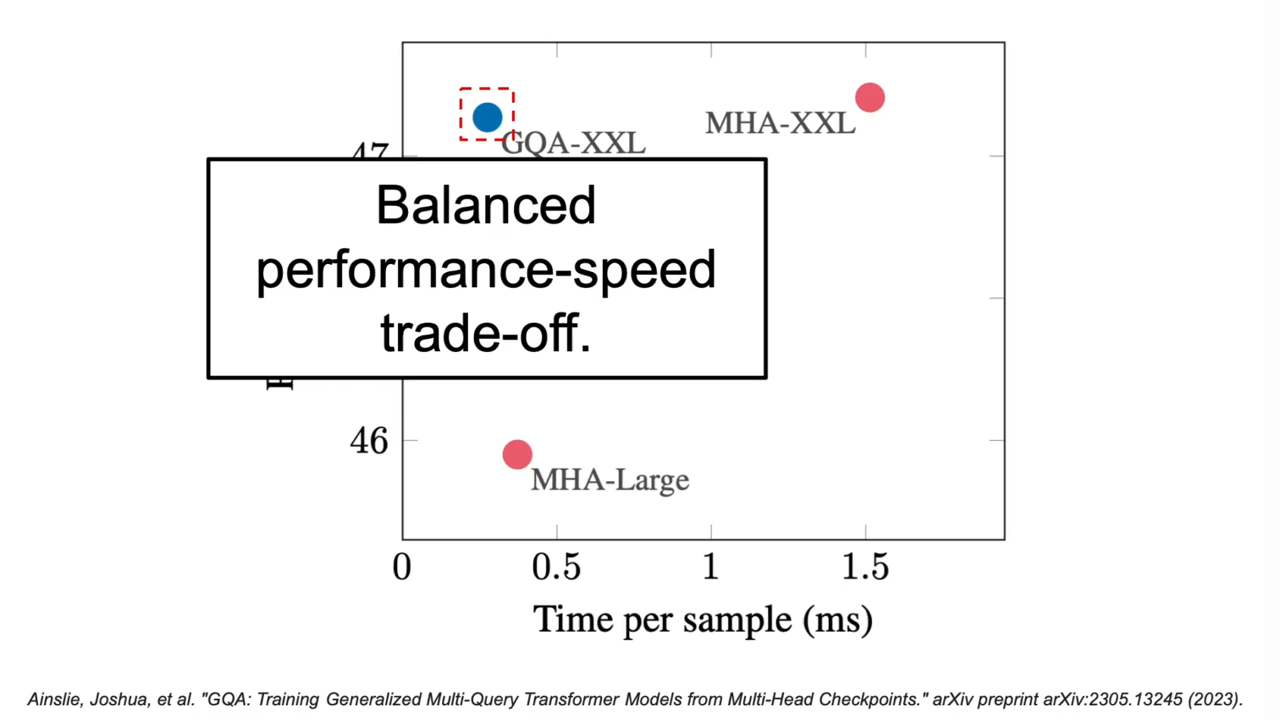 MHA-XXL
GQA-XXL
47
Balanced
performance-speed
trade-off.
46
MHA-Large
0 0.5 1 1.5
Time per sample (ms)
Ainslie, Joshua, et al. "GQA: Training Generalized Multi-Query Transformer Models from Multi-Head Checkpoints." arXiv preprint arXiv:2305.13245 (2023).